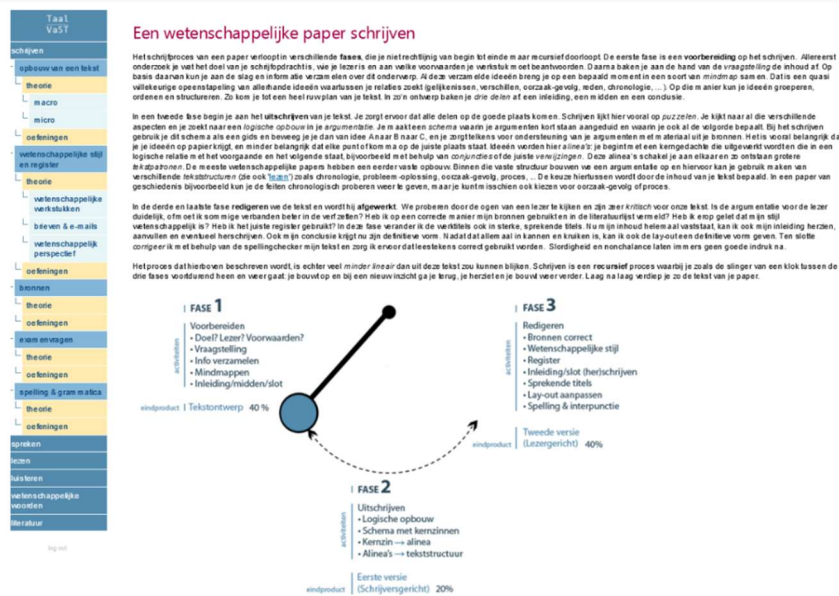 Taal
VaST
schrijven
opbouw van een tekst
theorie
macro
micro
oefeningen
wetenschappelijke stijl
en register
theorie
wetenschappelijke
werkstukken
brieven & e-mails
wetenschappelijk
perspectief
oefeningen
bronnen
theorie
oefeningen
examenvragen
theorie
oefeningen
spelling & grammatica
theorie
oefeningen
spreken
lezen
luisteren
wetenschappelijke
woorden
literatuur
log out
Een wetenschappelijke paper schrijven
Het schrijfproces van een paper verloopt in verschillende fases, die je niet rechtlijnig van begin tot einde maar recursief doorloopt. De eerste fase is een voorbereiding op het schrijven. Allereerst
onderzoek je wat het doel van je schrijfopdracht is, wie je lezer is en aan welke voorwaarden je werkstuk moet beantwoorden. Daarna baken je aan de hand van de vraagstelling de inhoud af. Op
basis daarvan kun je aan de slag en informatie verzamelen over dit onderwerp. Al deze verzamelde ideeën breng je op een bepaald moment in een soort van mindmap samen. Dat is een quasi
willekeurige opeenstapeling van allerhande ideeën waartussen je relaties zoekt (gelijkenissen, verschillen, oorzaak-gevolg, reden, chronologie, ...). Op die manier kun je ideeën groeperen,
ordenen en structureren. Zo kom je tot een heel ruw plan van je tekst. In zo'n ontwerp baken je drie delen af: een inleiding, een midden en een conclusie.
In een tweede fase begin je aan het uitschrijven van je tekst. Je zorgt ervoor dat alle delen op de goede plaats komen. Schrijven lijkt hier vooral op puzzelen. Je kijkt naar al die verschillende
aspecten en je zoekt naar een logische opbouw in je argumentatie. Je maakt een schema waarin je argumenten kort staan aangeduid en waarin je ook al de volgorde bepaalt. Bij het schrijven
gebruik je dit schema als een gids en beweeg je je dan van idee A naar B naar C, en je zorgt telkens voor ondersteuning van je argumenten met materiaal uit je bronnen. Het is vooral belangrijk da
je je ideeën op papier krijgt, en minder belangrijk dat elke punt of komma op de juiste plaats staat. Ideeën worden hier alinea's: je begint met een kerngedachte die uitgewerkt wordt en die in een
logische relatie met het voorgaande en het volgende staat, bijvoorbeeld met behulp van conjuncties of de juiste verwijzingen. Deze alinea's schakel je aan elkaar en zo ontstaan grotere
tekstpatronen. De meeste wetenschappelijke papers hebben een eerder vaste opbouw. Binnen die vaste structuur bouwen we een argumentatie op en hiervoor kan je gebruik maken van
verschillende tekststructuren (zie ook 'lezen') zoals chronologie, probleem-oplossing, oorzaak-gevolg, proces, ... De keuze hiertussen wordt door de inhoud van je tekst bepaald. In een paper van
geschiedenis bijvoorbeeld kun je de feiten chronologisch proberen weer te geven, maar je kunt misschien ook kiezen voor oorzaak-gevolg of proces.
In de derde en laatste fase redigeren we de tekst en wordt hij afgewerkt. We proberen door de ogen van een lezer te kijken en zijn zeer kritisch voor onze tekst. Is de argumentatie voor de lezer
duidelijk, of moet ik sommige verbanden beter in de verf zetten? Heb ik op een correcte manier mijn bronnen gebruikt en in de literatuurlijst vermeld? Heb ik erop gelet dat mijn stijl
wetenschappelijk is? Heb ik het juiste register gebruikt? In deze fase verander ik de werktitels ook in sterke, sprekende titels. Nu mijn inhoud helemaal vaststaat, kan ik ook mijn inleiding herzien,
aanvullen en eventueel herschrijven. Ook mijn conclusie krijgt nu zijn definitieve vorm. Nadat dat allemaal in kannen en kruiken is, kan ik ook de lay-out een definitieve vorm geven. Ten slotte
corrigeer ik met behulp van de spellingchecker mijn tekst en zorg ik ervoor dat leestekens correct gebruikt worden. Slordigheid en nonchalance laten immers geen goede indruk na.
Het proces dat hierboven beschreven wordt, is echter veel minder lineair dan uit deze tekst zou kunnen blijken. Schrijven is een recursief proces waarbij je zoals de slinger van een klok tussen de
drie fases voortdurend heen en weer gaat: je bouwt op en bij een nieuw inzicht ga je terug, je herziet en je bouwt weer verder. Laag na laag verdiep je zo de tekst van je paper.
FASE 1
Voorbereiden
• Doel? Lezer? Voorwaarden?
• Vraagstelling
• Info verzamelen
• Mindmappen
• Inleiding/midden/slot
activiteiten
eindproduct Tekstontwerp 40 %
FASE 3
Redigeren
• Bronnen correct
• Wetenschappelijke stijl
• Register
• Inleiding/slot (her)schrijven
• Sprekende titels
• Lay-out aanpassen
• Spelling & interpunctie
activiteiten
Tweede versie
eindproduct (Lezergericht) 40%
FASE 2
Uitschrijven
• Logische opbouw
• Schema met kernzinnen
• Kernzin → alinea
• Alinea's → tekststructuur
activiteiten
Eerste versie
eindproduct (Schrijversgericht) 20%